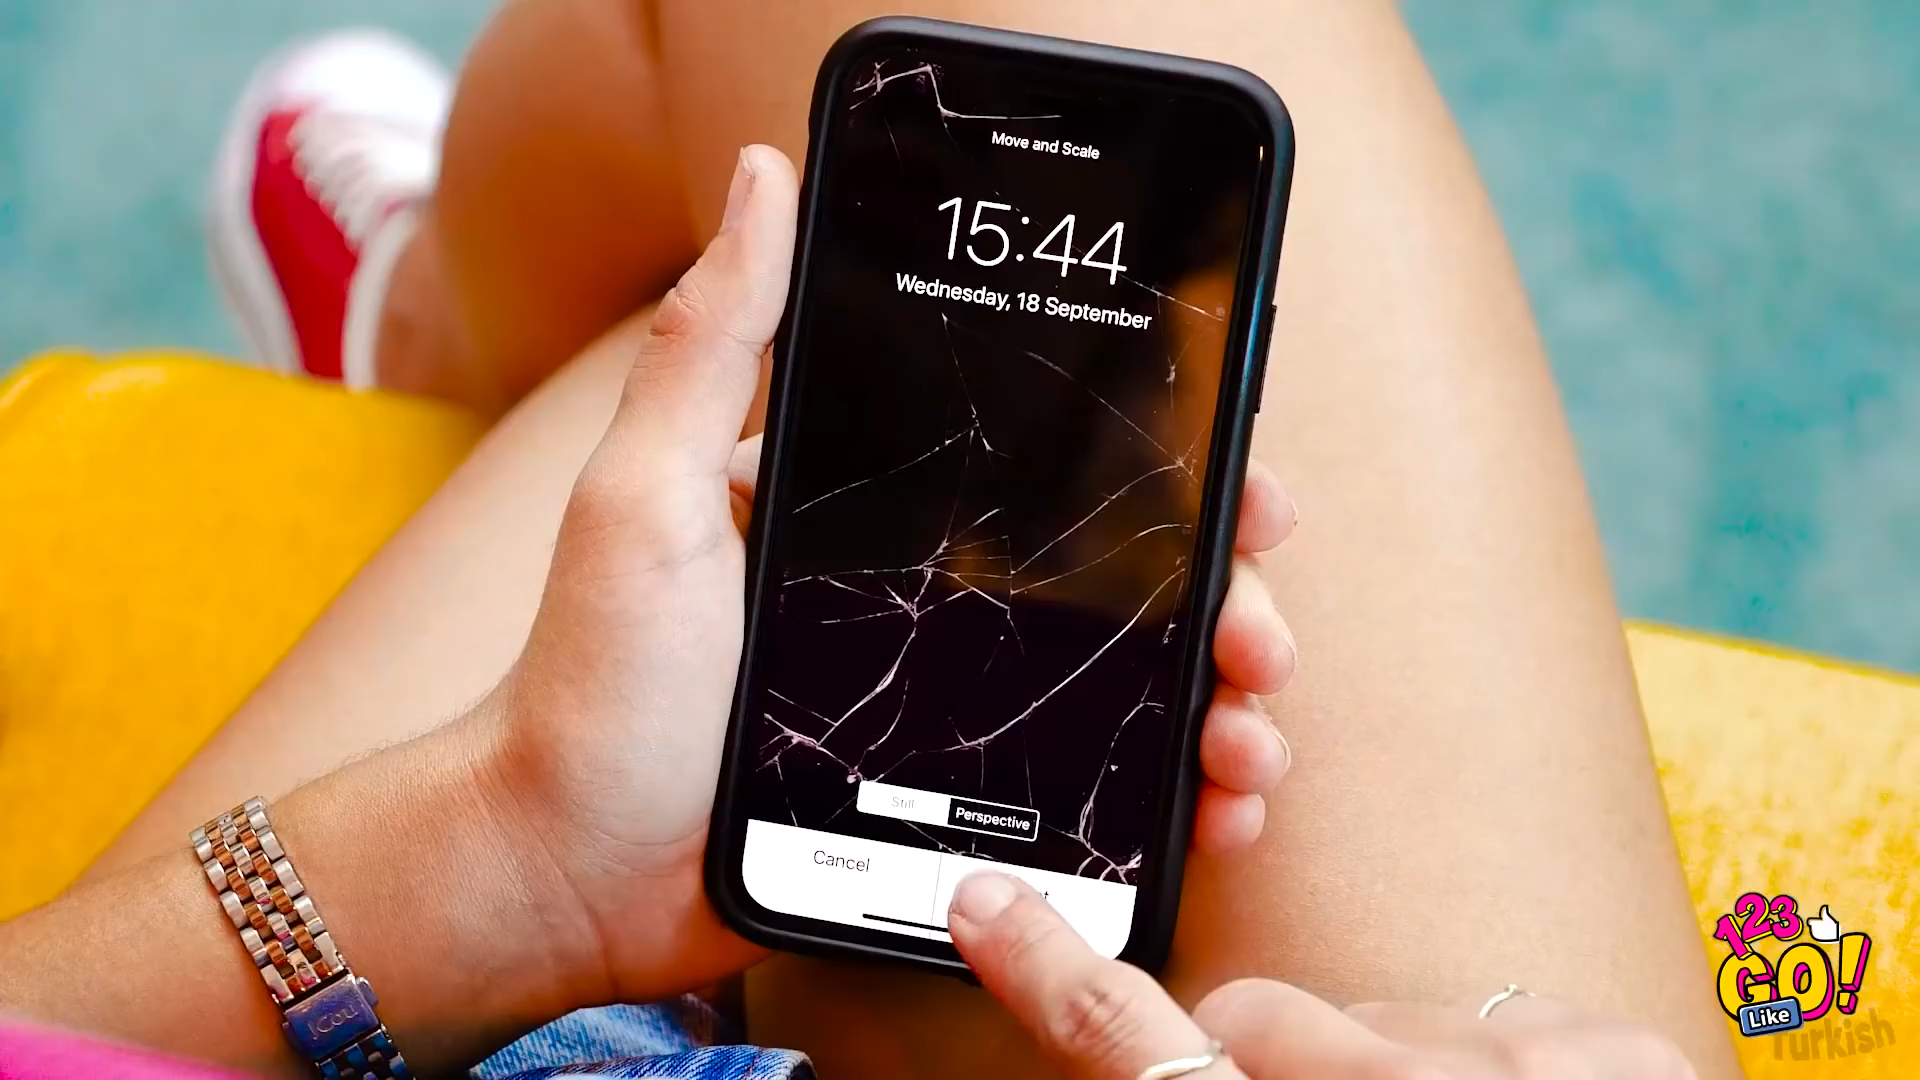 Move and Scale
15:44
Wednesday, 18 September
Still
Perspective
Cancel
123
GO!
Like
Turkish